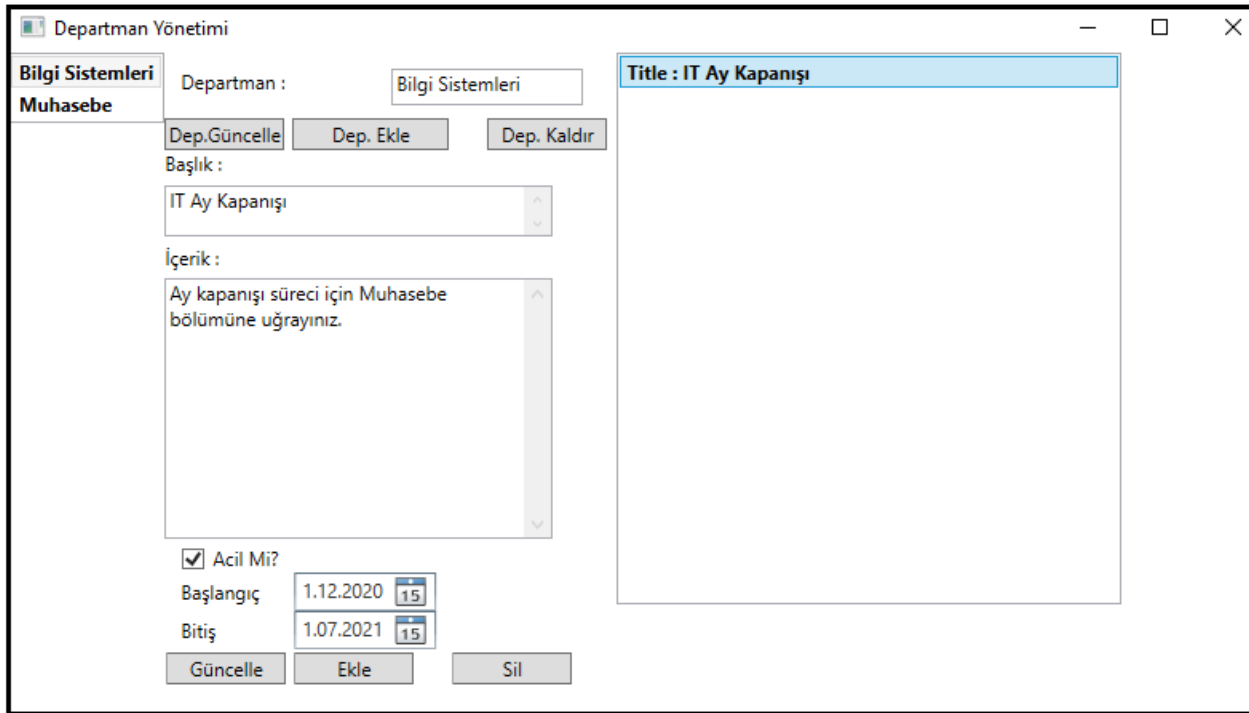 Departman Yönetimi
Bilgi Sistemleri
Muhasebe
Departman :
Bilgi Sistemleri
Dep.Güncelle
Dep. Ekle
Dep. Kaldır
Başlık :
IT Ay Kapanışı
İçerik :
Ay kapanışı süreci için Muhasebe
bölümüne uğrayınız.
Acil Mi?
Başlangıç
1.12.2020
15
Bitiş
1.07.2021
15
Güncelle
Ekle
Sil
Title : IT Ay Kapanışı